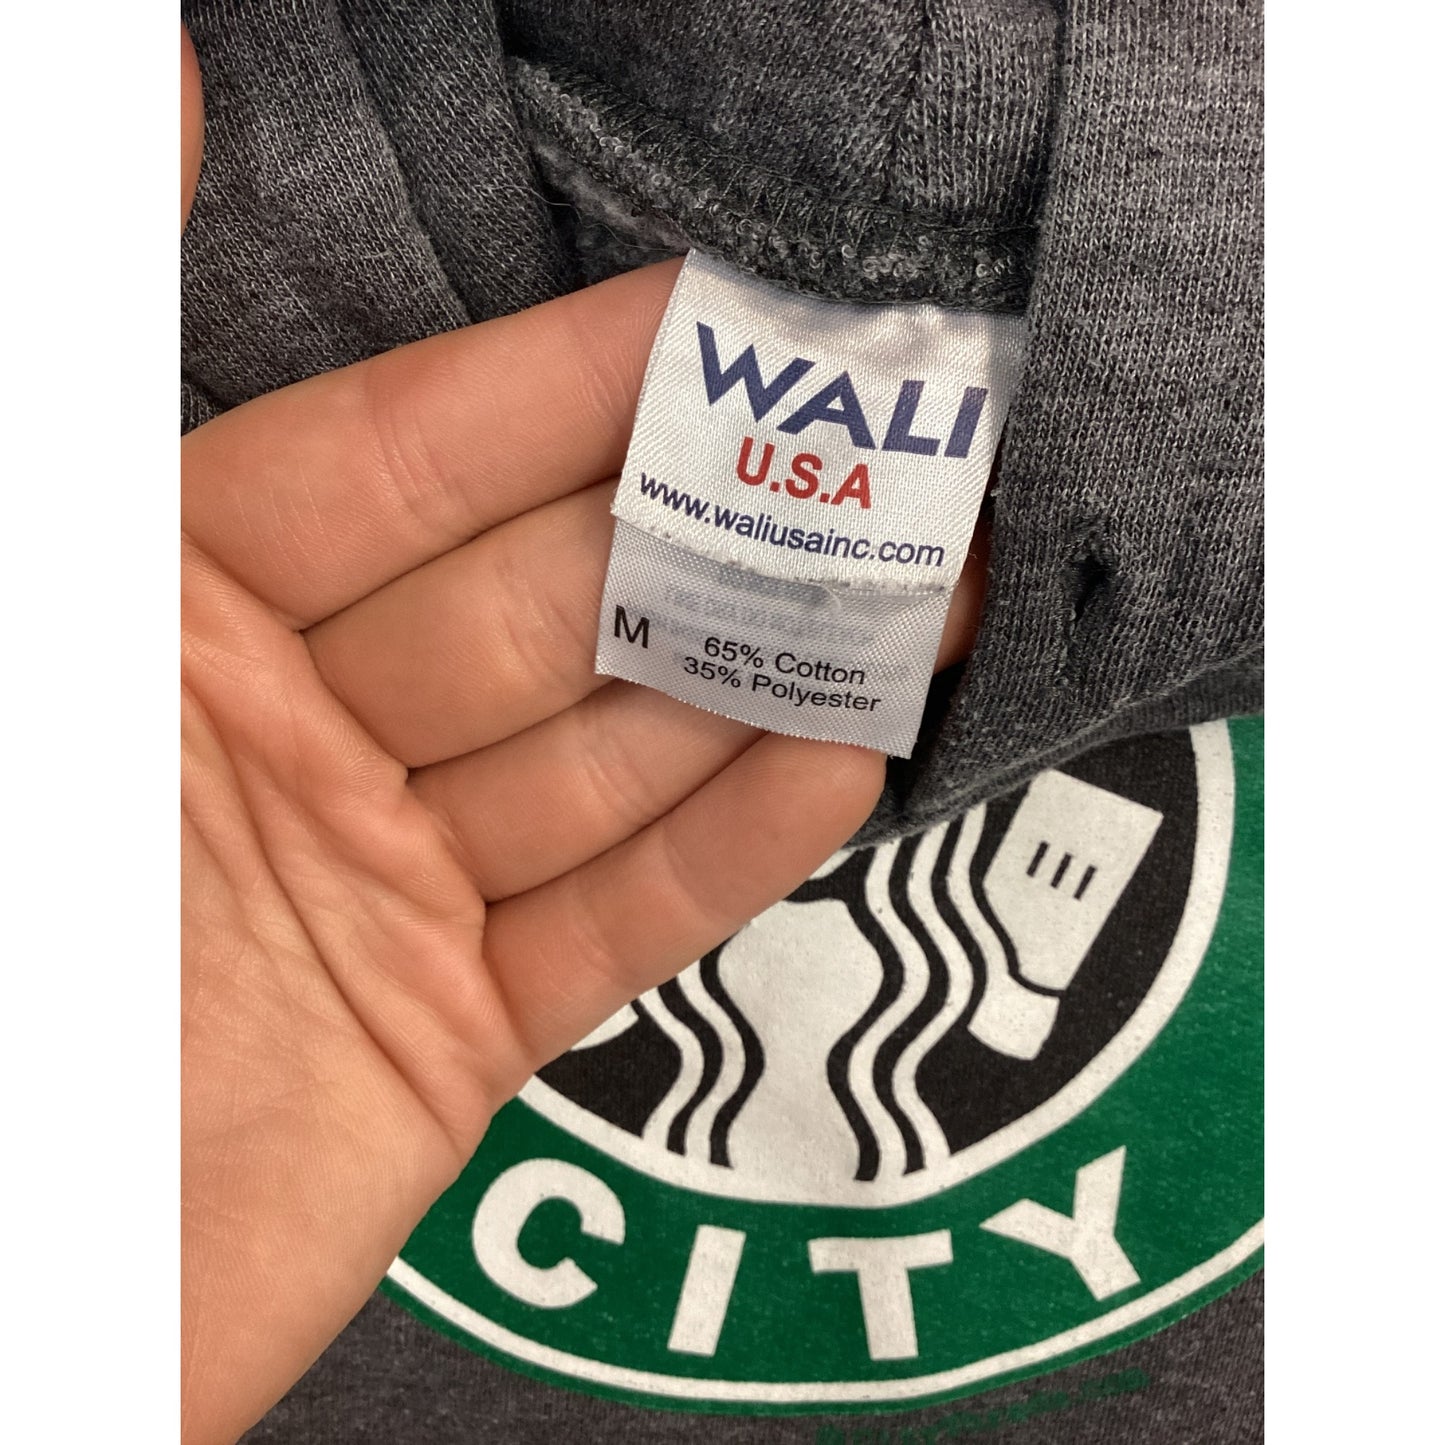 WALI
U.S.A
www.waliusainc.com
M
65% Cotton
35% Polyester
CITY